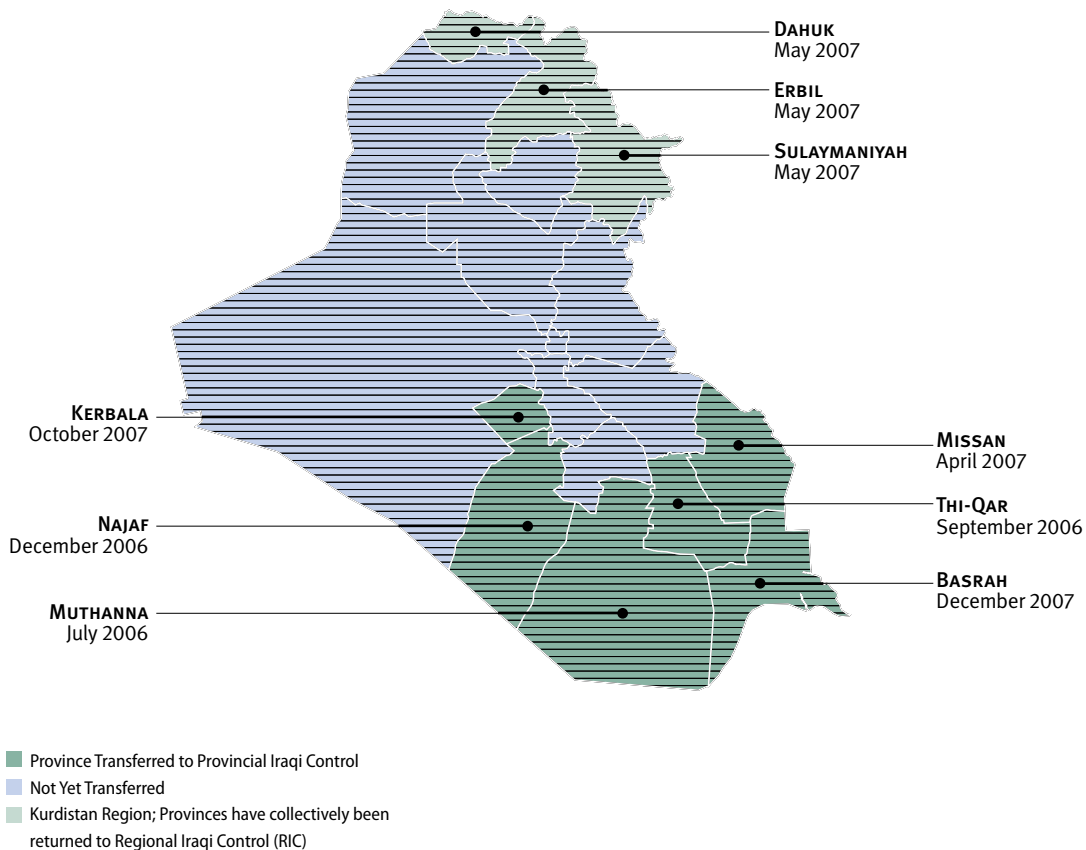 DAHUK
May 2007
ERBIL
May 2007
SULAYMANIYAH
May 2007
KERBALA
October 2007
MISSAN
April 2007
THI-QAR
September 2006
NAJAF
December 2006
BASRAH
December 2007
MUTHANNA
July 2006
Province Transferred to Provincial Iraqi Control
Not Yet Transferred
Kurdistan Region; Provinces have collectively been
returned to Regional Iraqi Control (RIC)